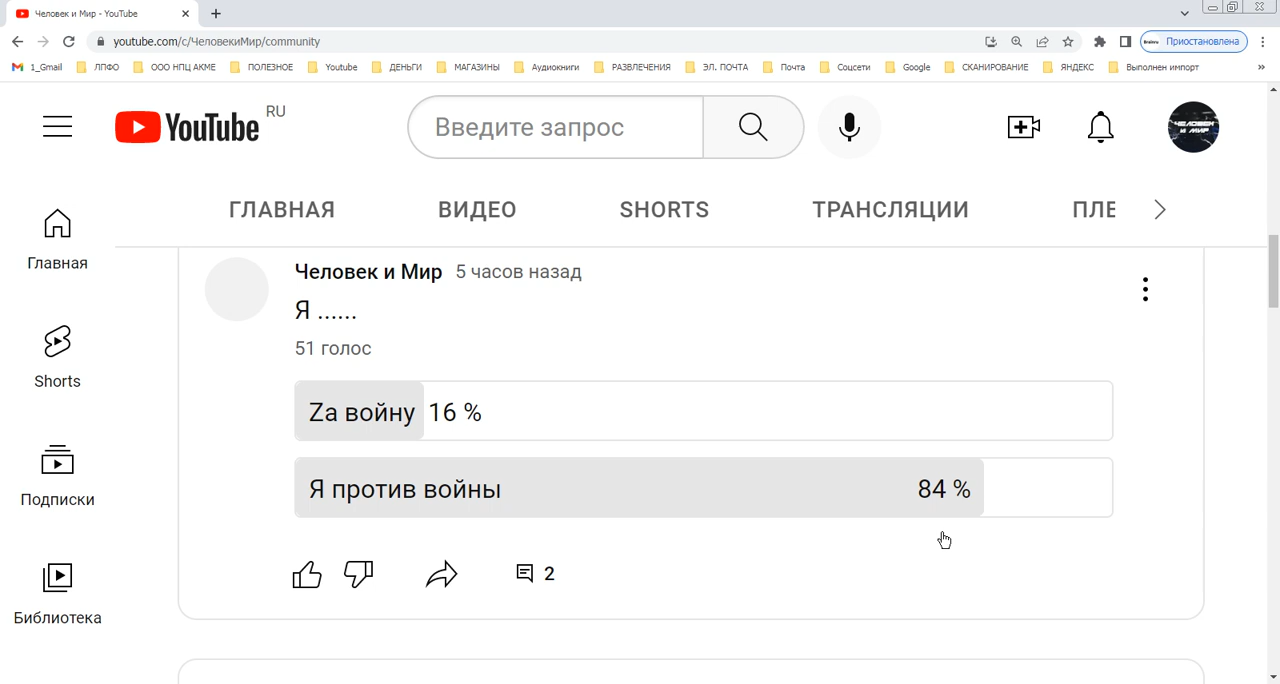 Человек и Мир - YouTube
youtube.com/c/ЧеловекиМир/community
Приостановлена
1_Gmail ЛПФО ООО НПЦ АКМЕ ПОЛЕЗНОЕ Youtube ДЕНЬГИ МАГАЗИНЫ Аудиокниги РАЗВЛЕЧЕНИЯ ЭЛ. ПОЧТА Почта Соцсети Google СКАНИРОВАНИЕ ЯНДЕКС Выполнен импорт »
YouTube RU
Введите запрос
ЧЕЛОВЕК И МИР
ГЛАВНАЯ ВИДЕО SHORTS ТРАНСЛЯЦИИ ПЛЕ
Главная
Shorts
Подписки
Библиотека
Человек и Мир 5 часов назад
Я ......
51 голос
Zа войну 16 %
Я против войны 84 %
2